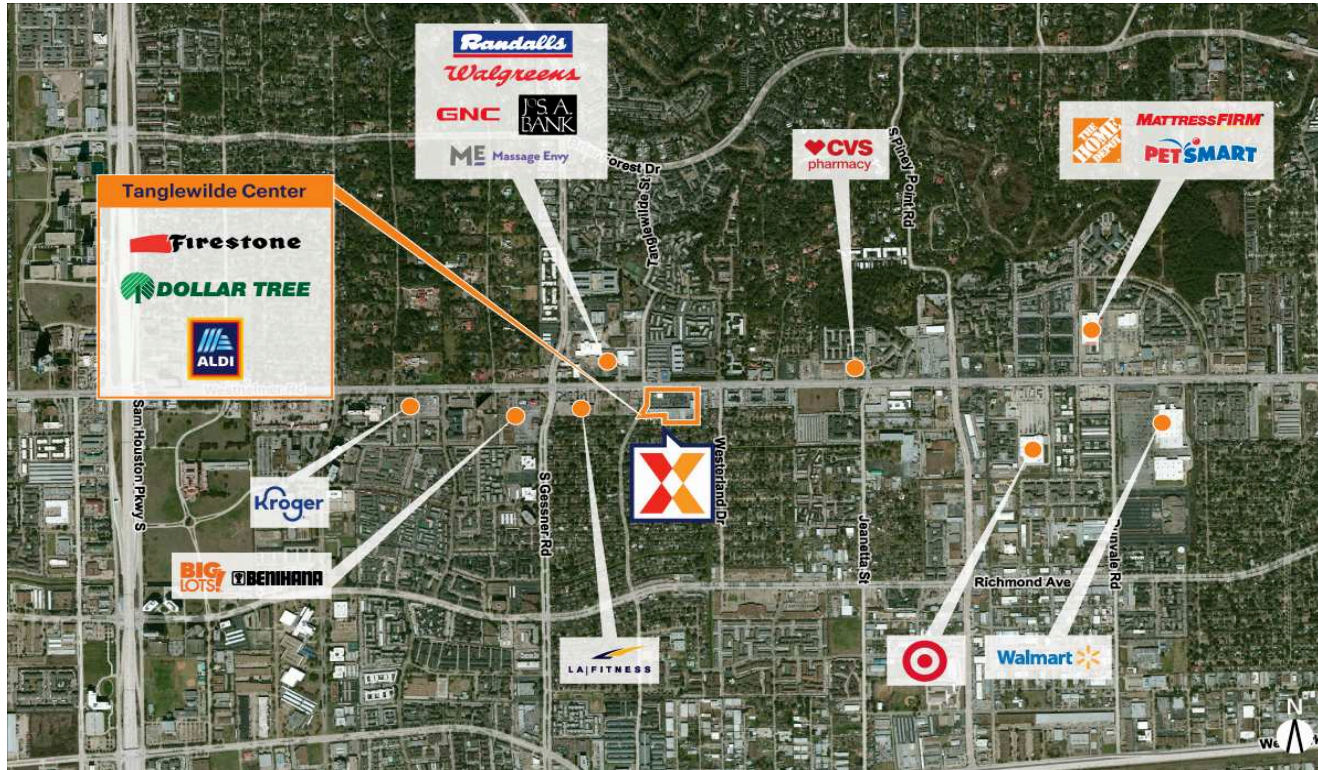 Randalls
Walgreens
GNC
JoS. A.
BANK
ME Massage Envy
CVS
pharmacy
THE
HOME
DEPOT
MATTRESSFIRM
PETSMART
Tanglewilde Center
Firestone
DOLLAR TREE
ALDI
forest Dr
Tanglewilde St
S Piney Point Rd
Sam Houston Pkwy S
Kroger
BIG
LOTS!
BENIHANA
S Gessner Rd
Westerland Dr
Jeanetta St
Richmond Ave
Dunvale Rd
LA|FITNESS
Walmart
N